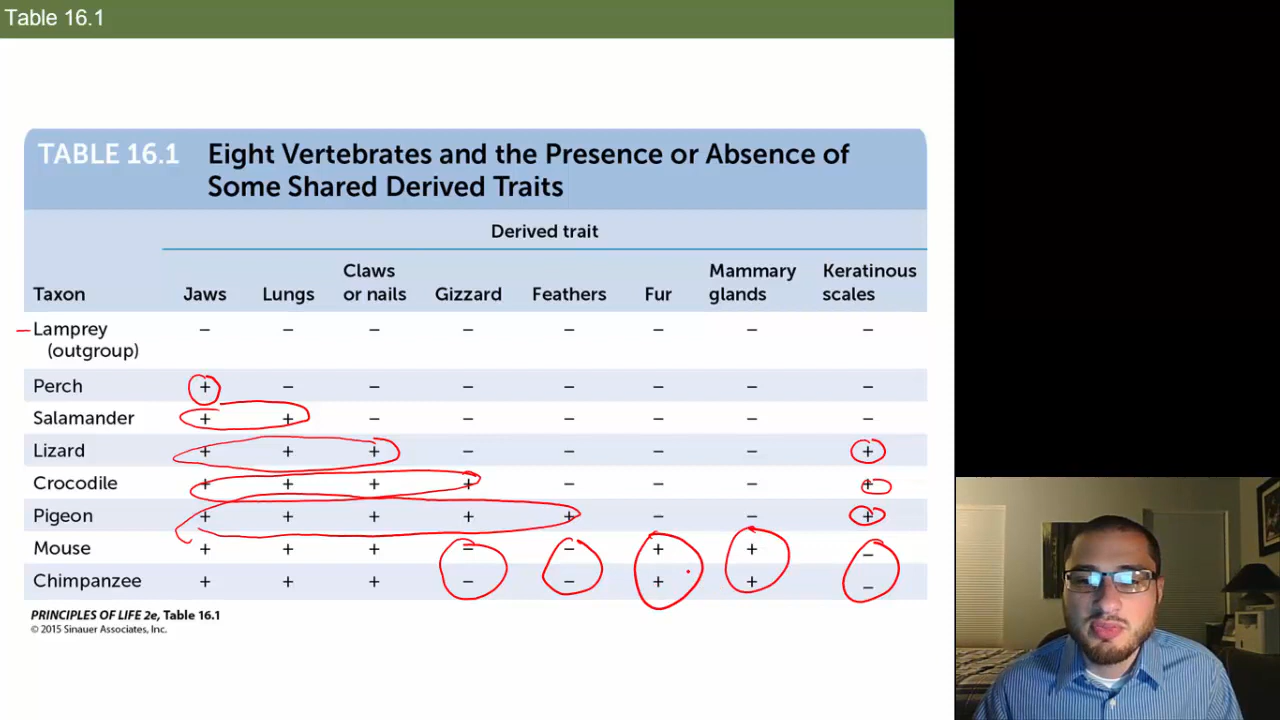 Table 16.1
TABLE 16.1 Eight Vertebrates and the Presence or Absence of
Some Shared Derived Traits
Derived trait
Taxon Jaws Lungs Claws or nails Gizzard Feathers Fur Mammary glands Keratinous scales
Lamprey (outgroup) – – – – – – – –
Perch + – – – – – – –
Salamander + + – – – – – –
Lizard + + + – – – – +
Crocodile + + + + – – – +
Pigeon + + + + + – – +
Mouse + + + – – + + –
Chimpanzee + + + – – + + –
PRINCIPLES OF LIFE 2e, Table 16.1
© 2015 Sinauer Associates, Inc.